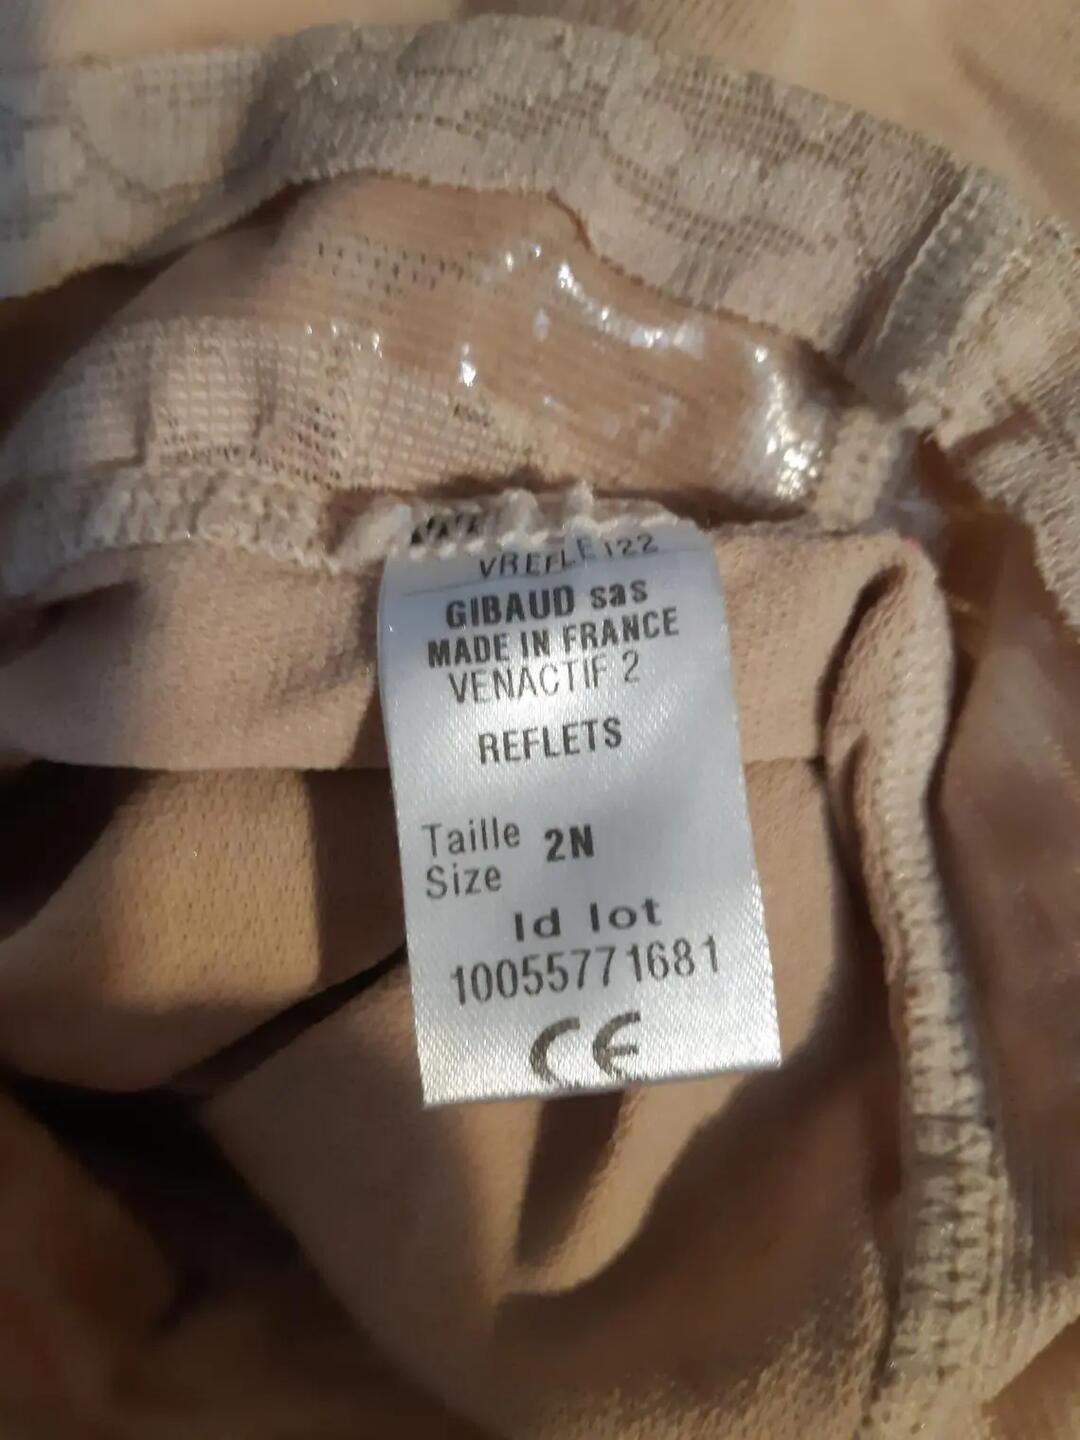 VREFLE122
GIBAUD sas
MADE IN FRANCE
VENACTIF 2
REFLETS
Taille 2N
Size
Id lot
10055771681
CE